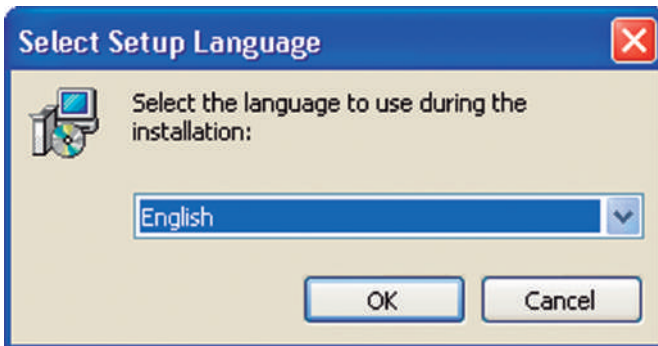 Select Setup Language
Select the language to use during the
installation:
English
OK
Cancel